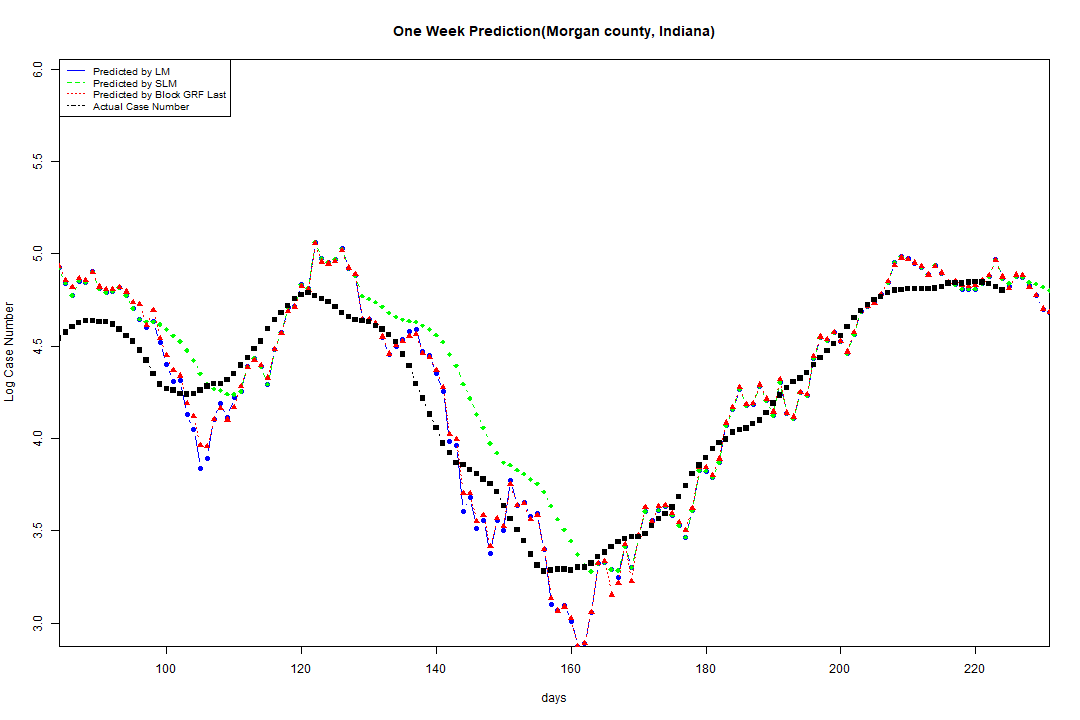 One Week Prediction(Morgan county, Indiana)
Predicted by LM
Predicted by SLM
Predicted by Block GRF Last
Actual Case Number
6.0
5.5
5.0
4.5
4.0
3.5
3.0
Log Case Number
100 120 140 160 180 200 220
days